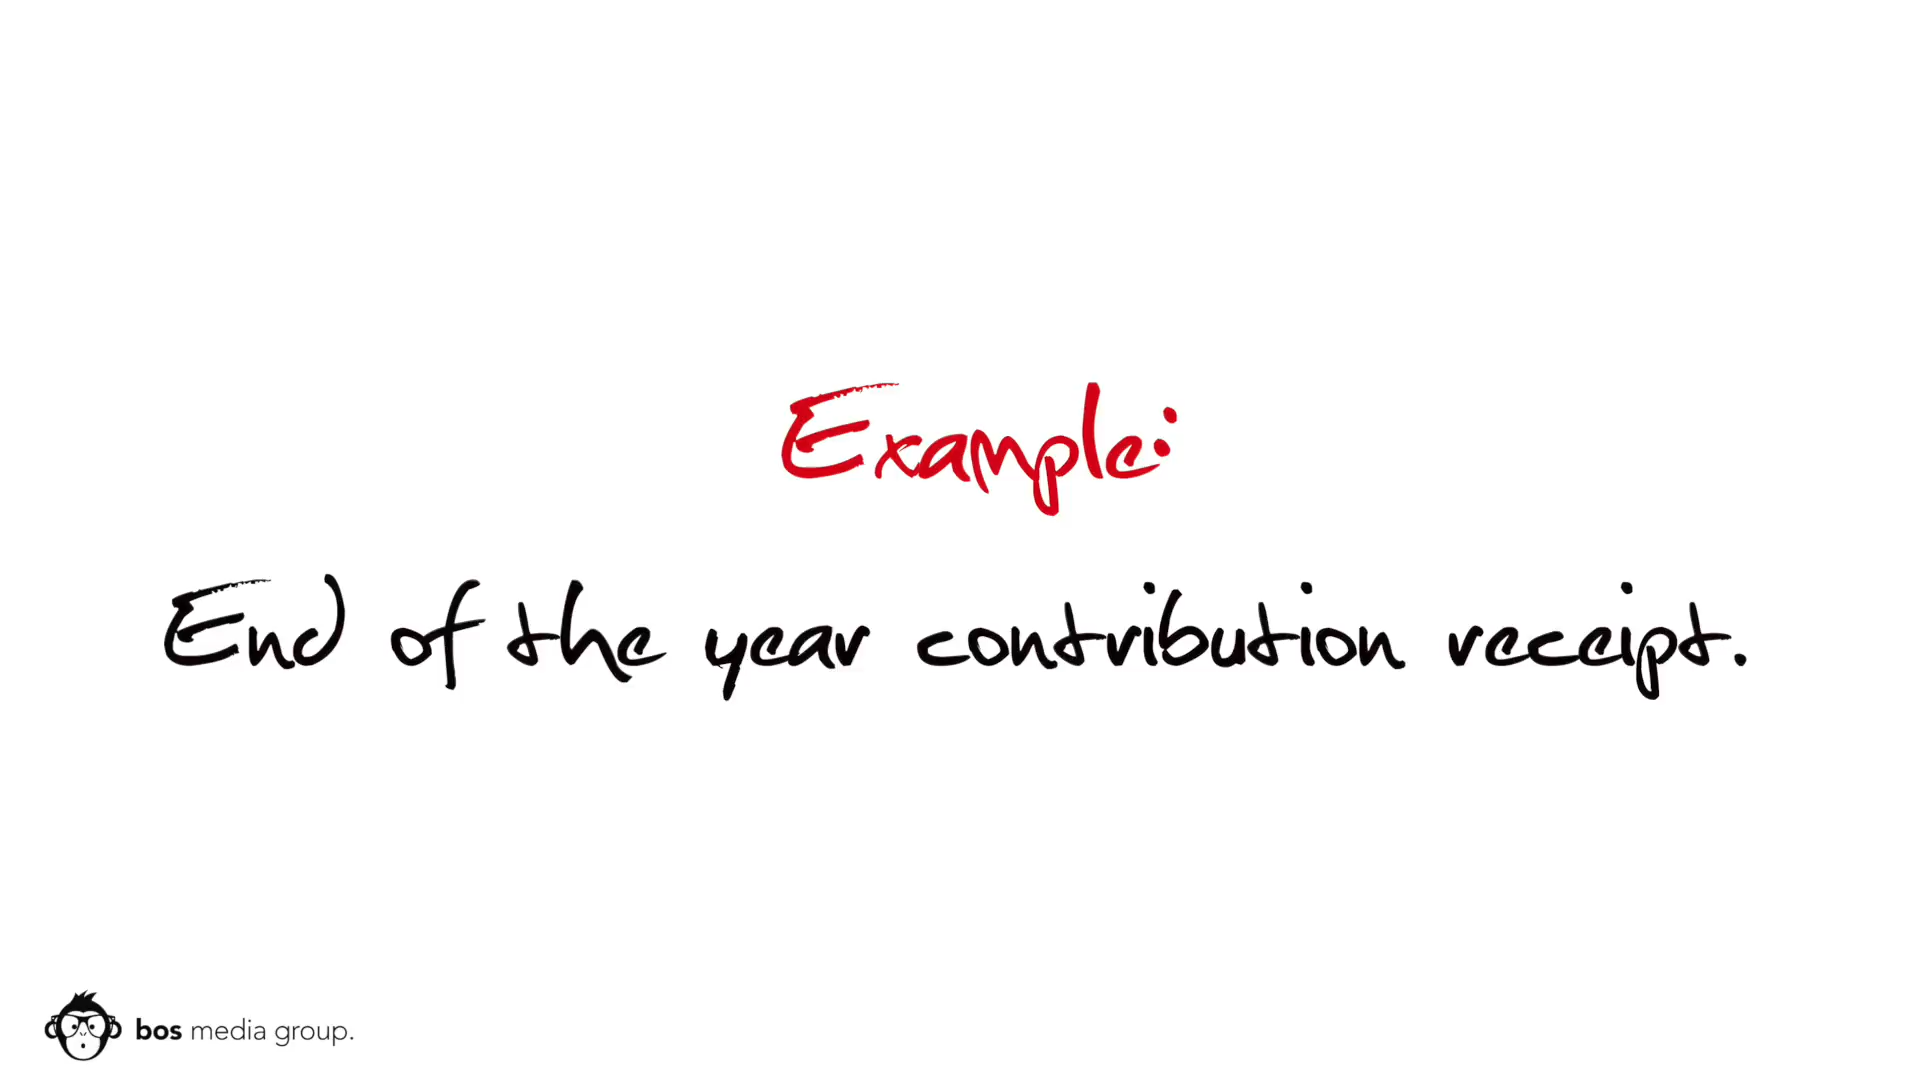 Example:
End of the year contribution receipt.
bos media group.